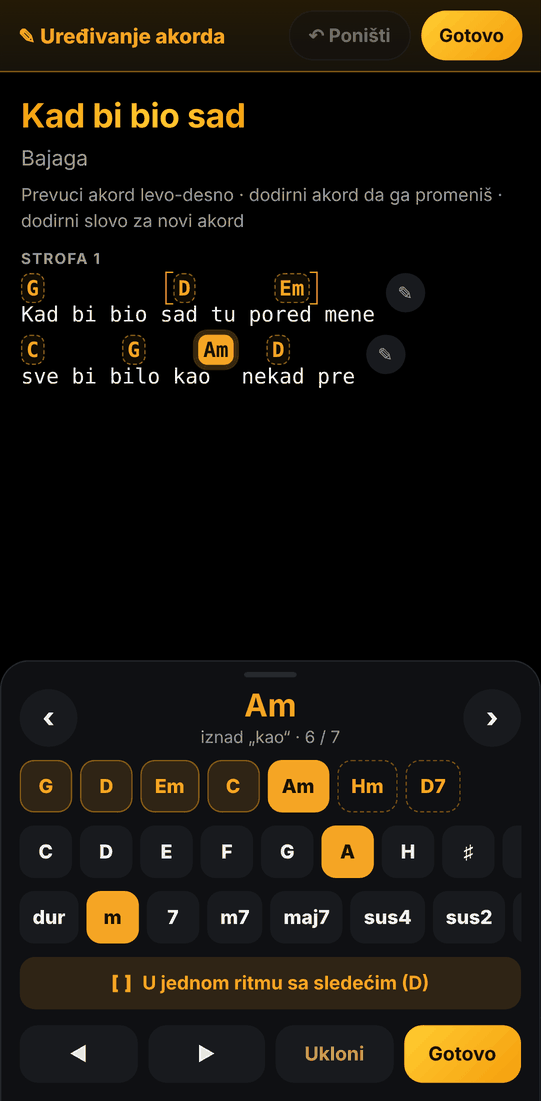 ✎ Uređivanje akorda ↶ Poništi Gotovo
Kad bi bio sad
Bajaga
Prevuci akord levo-desno · dodirni akord da ga promeniš ·
dodirni slovo za novi akord
STROFA 1
G [D Em] ✎
Kad bi bio sad tu pored mene
C G Am D ✎
sve bi bilo kao nekad pre
‹ Am ›
iznad „kao“ · 6 / 7
G D Em C Am Hm D7
C D E F G A H ♯
dur m 7 m7 maj7 sus4 sus2
[ ] U jednom ritmu sa sledećim (D)
◀ ▶ Ukloni Gotovo